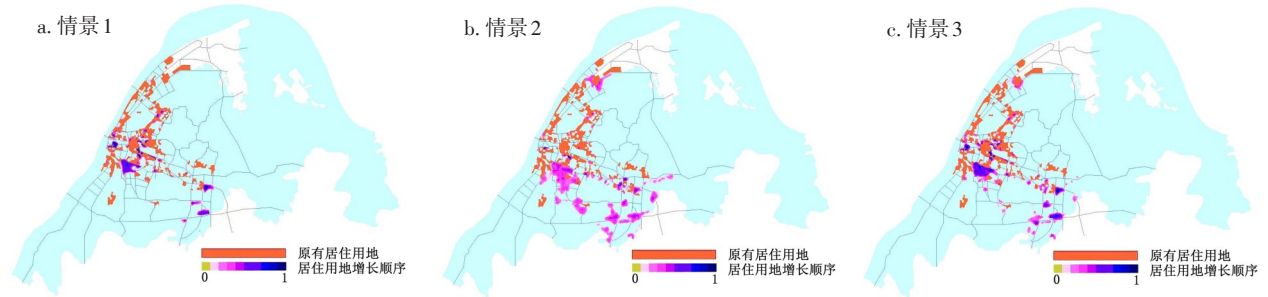 a. 情景1
原有居住用地
居住用地增长顺序
0 1
b. 情景2
原有居住用地
居住用地增长顺序
0 1
c. 情景3
原有居住用地
居住用地增长顺序
0 1